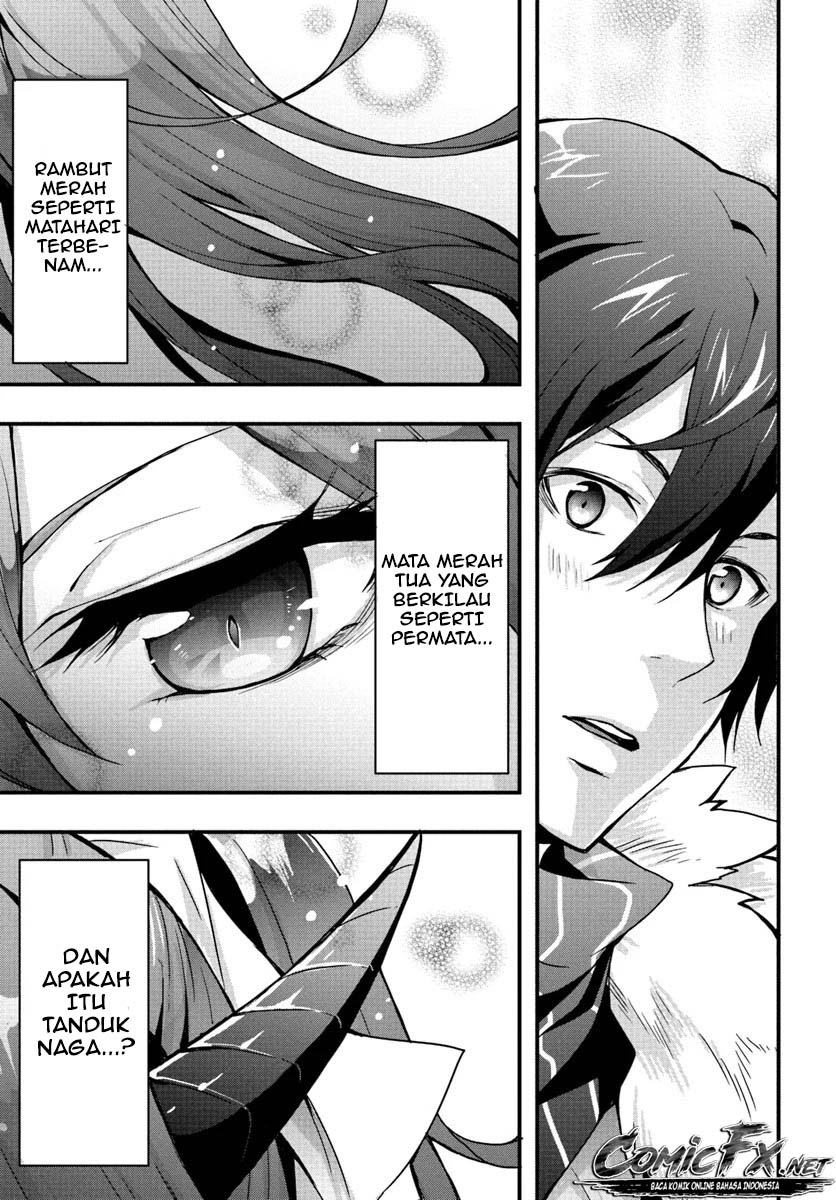 RAMBUT
MERAH
SEPERTI
MATAHARI
TERBE-
NAM...
MATA MERAH
TUA YANG
BERKILAU
SEPERTI
PERMATA...
DAN
APAKAH
ITU
TANDUK
NAGA...?
COMICFX.NET
BACA KOMIK ONLINE BAHASA INDONESIA